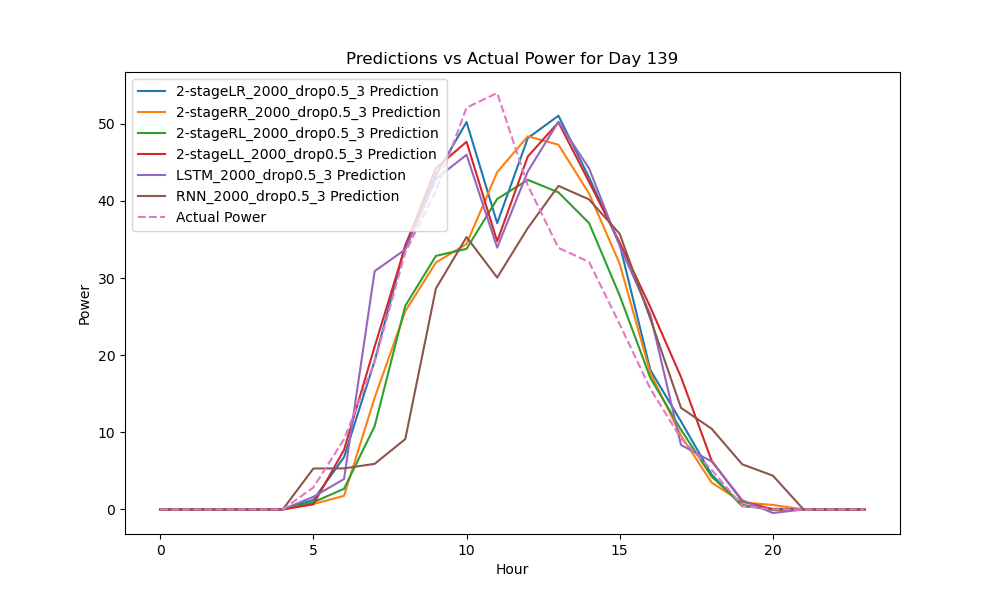 Predictions vs Actual Power for Day 139
2-stageLR_2000_drop0.5_3 Prediction
2-stageRR_2000_drop0.5_3 Prediction
2-stageRL_2000_drop0.5_3 Prediction
2-stageLL_2000_drop0.5_3 Prediction
LSTM_2000_drop0.5_3 Prediction
RNN_2000_drop0.5_3 Prediction
Actual Power
50
40
30
20
10
0
Power
0 5 10 15 20
Hour